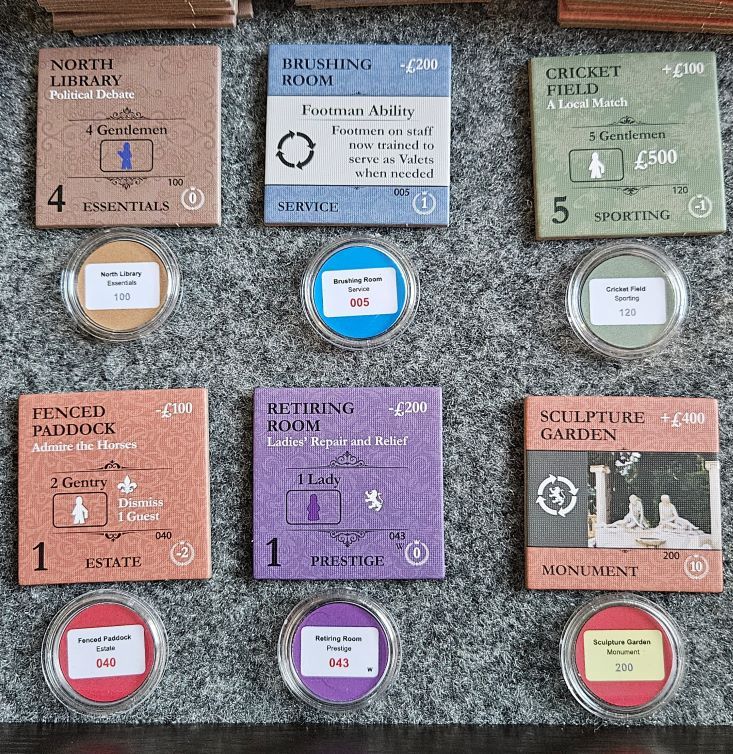 NORTH
LIBRARY
Political Debate
4 Gentlemen
100
4 ESSENTIALS 0
North Library
Essentials
100
BRUSHING -£200
ROOM
Footman Ability
Footmen on staff
now trained to
serve as Valets
when needed
005
SERVICE 1
Brushing Room
Service
005
CRICKET +£100
FIELD
A Local Match
5 Gentlemen
£500
120
5 SPORTING -1
Cricket Field
Sporting
120
FENCED -£100
PADDOCK
Admire the Horses
2 Gentry
Dismiss
1 Guest
040
1 ESTATE -2
Fenced Paddock
Estate
040
RETIRING -£200
ROOM
Ladies' Repair and Relief
1 Lady
043
W
1 PRESTIGE 0
Retiring Room
Prestige
043
W
SCULPTURE +£400
GARDEN
200
MONUMENT 10
Sculpture Garden
Monument
200